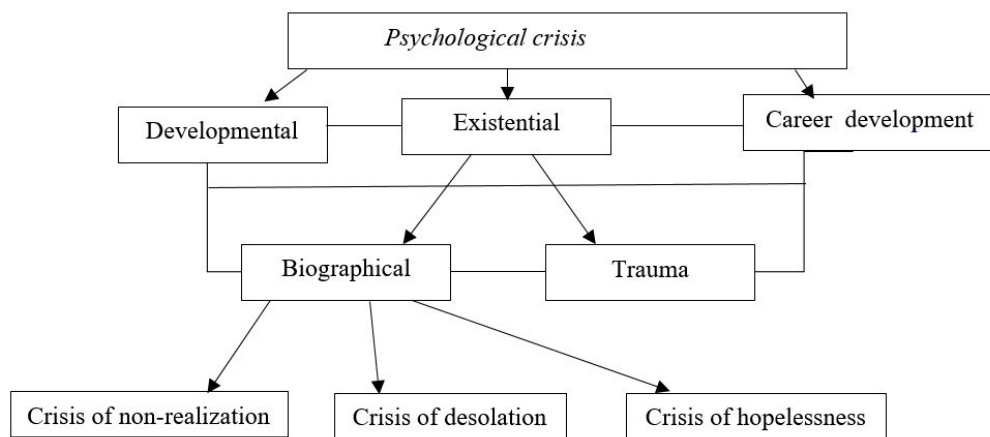 Psychological crisis
Developmental
Existential
Career development
Biographical
Trauma
Crisis of non-realization
Crisis of desolation
Crisis of hopelessness